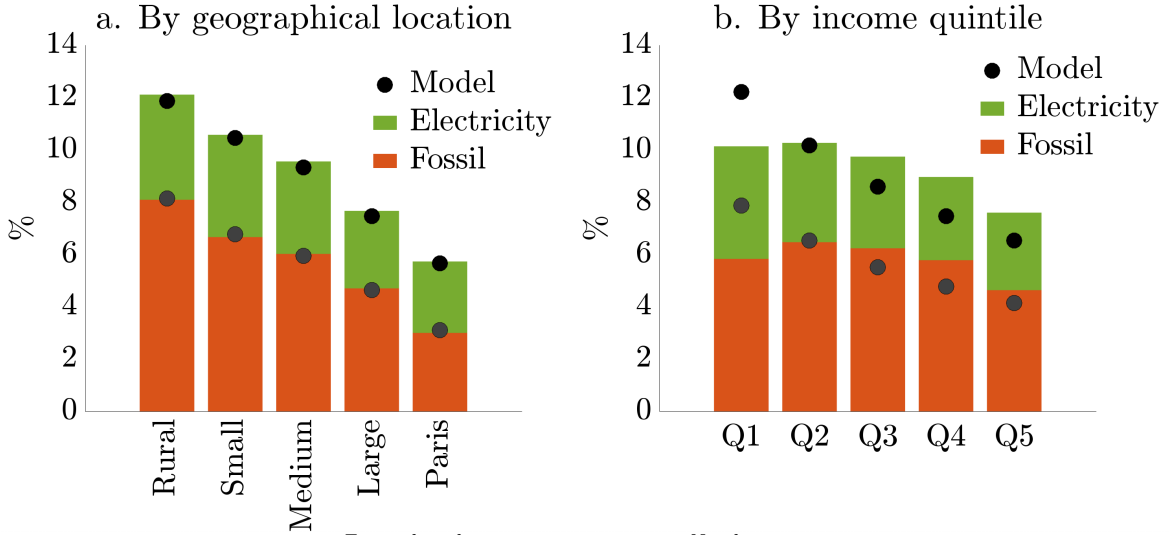 a. By geographical location
14
12
10
8
6
4
2
0
%
Model
Electricity
Fossil
Rural
Small
Medium
Large
Paris
b. By income quintile
14
12
10
8
6
4
2
0
%
Model
Electricity
Fossil
Q1 Q2 Q3 Q4 Q5